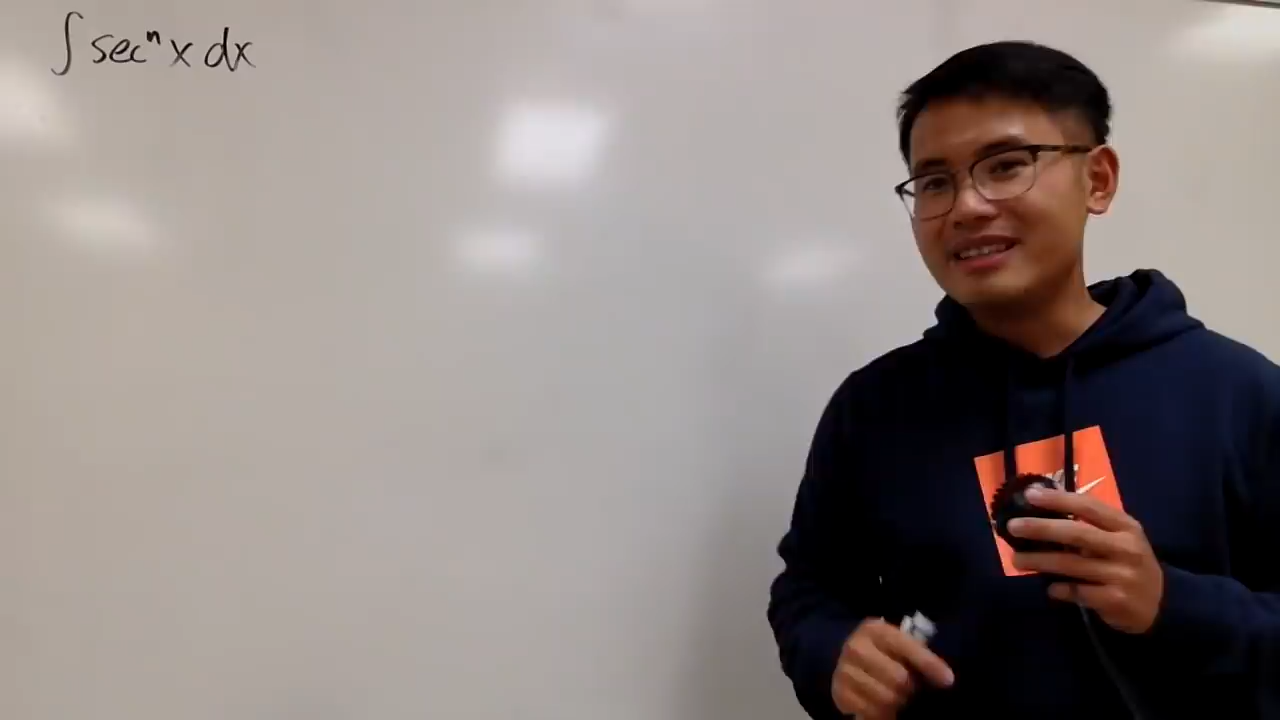 ∫ secⁿ x dx